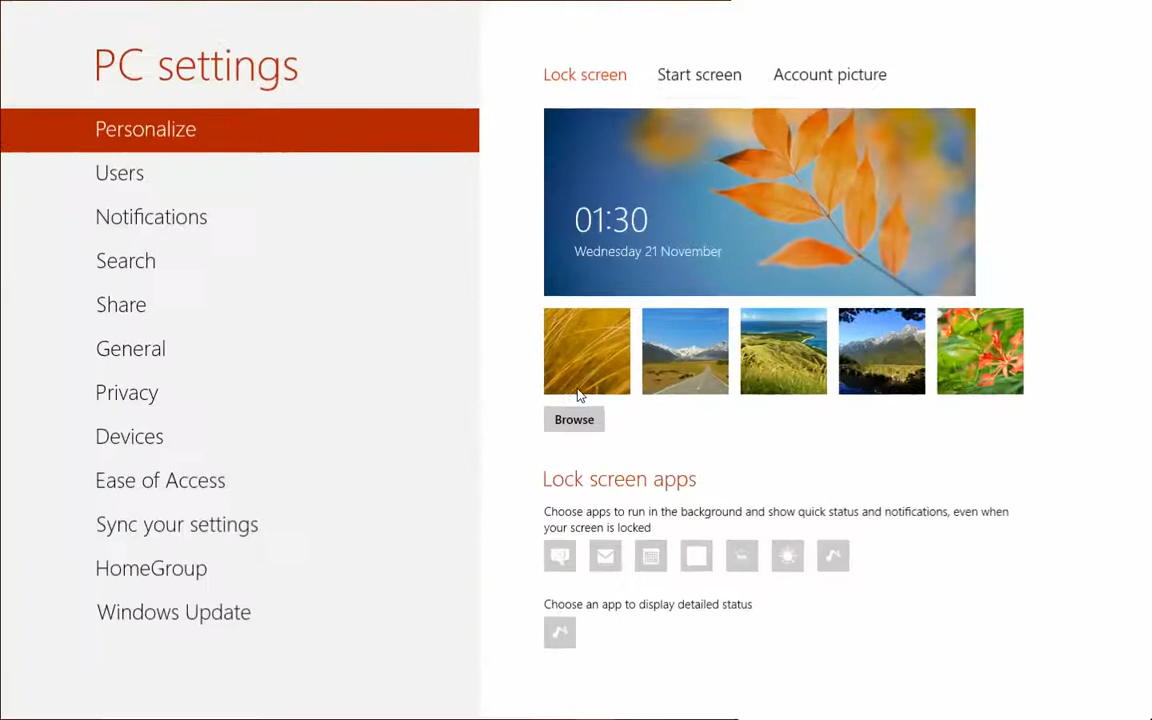 PC settings
Personalize
Users
Notifications
Search
Share
General
Privacy
Devices
Ease of Access
Sync your settings
HomeGroup
Windows Update
Lock screen
Start screen
Account picture
01:30
Wednesday 21 November
Browse
Lock screen apps
Choose apps to run in the background and show quick status and notifications, even when
your screen is locked
Choose an app to display detailed status